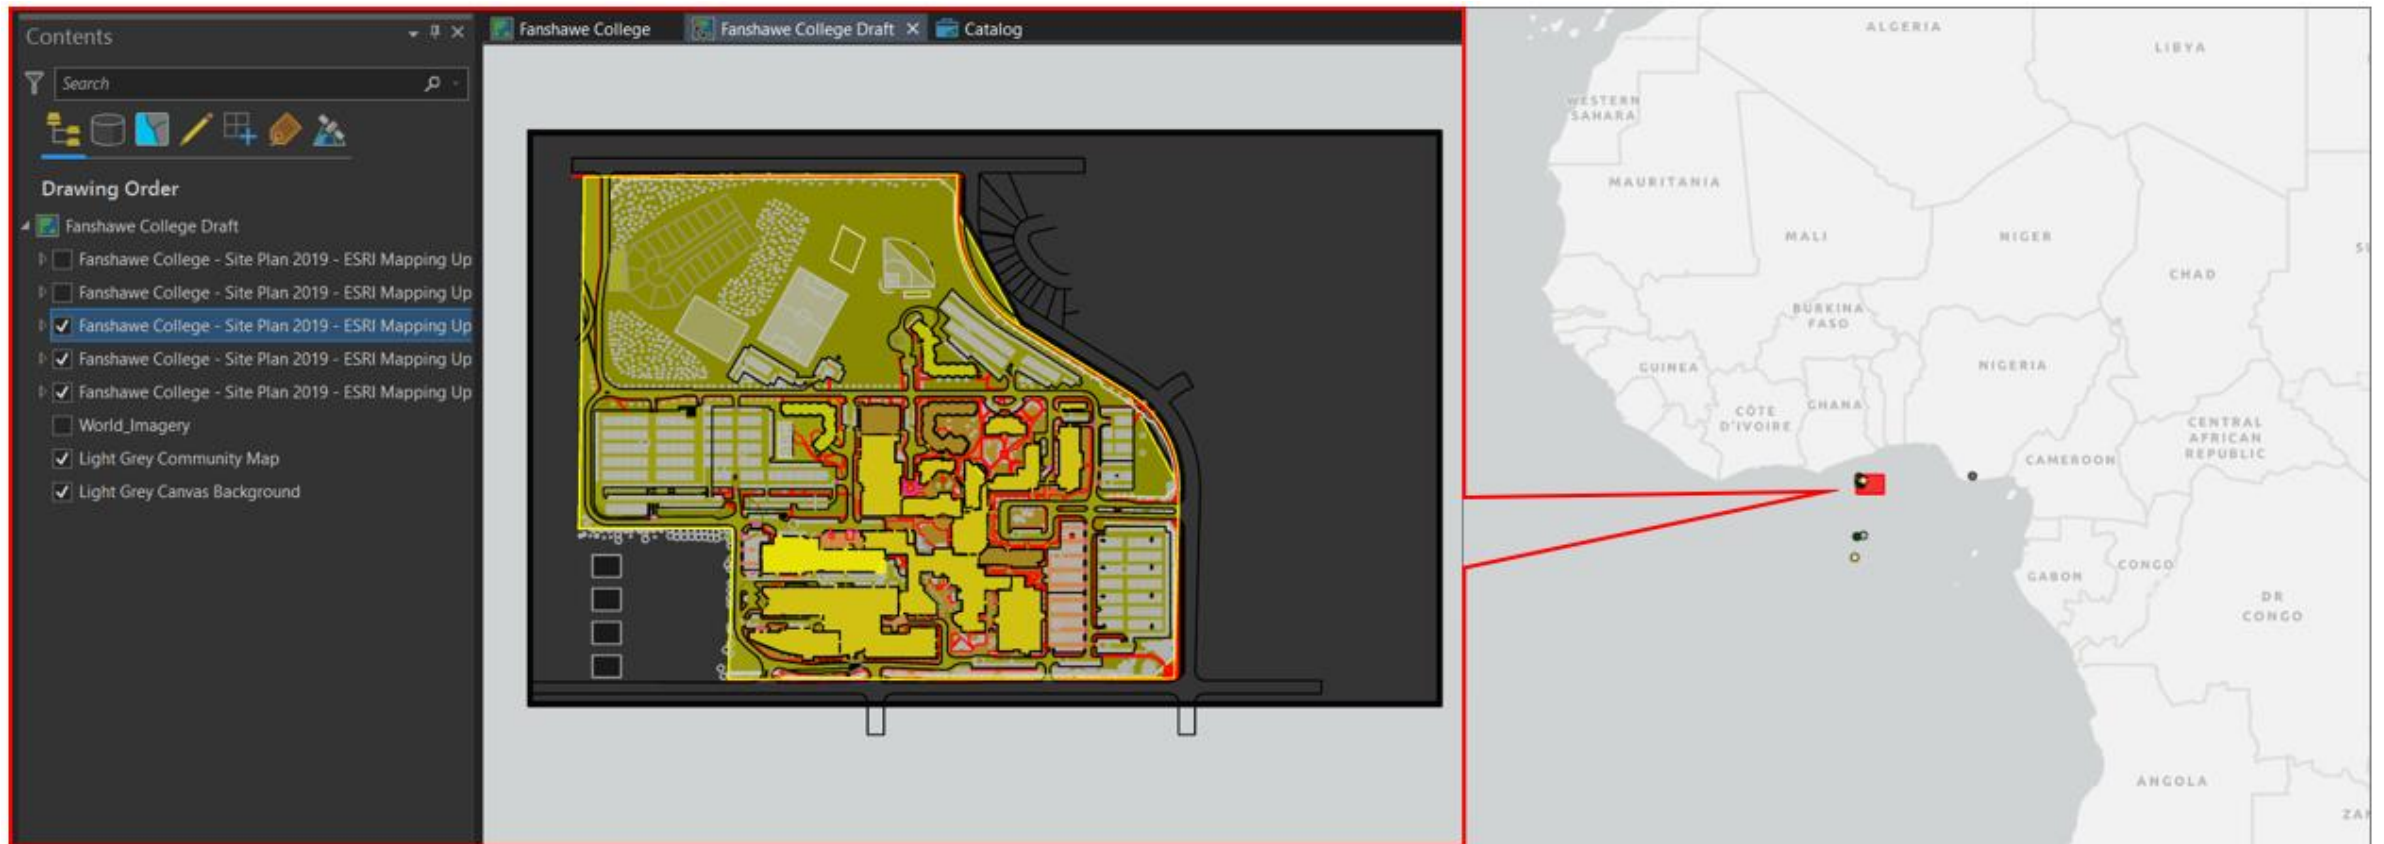 Contents
Search
Drawing Order
Fanshawe College Draft
Fanshawe College - Site Plan 2019 - ESRI Mapping Up
Fanshawe College - Site Plan 2019 - ESRI Mapping Up
Fanshawe College - Site Plan 2019 - ESRI Mapping Up
Fanshawe College - Site Plan 2019 - ESRI Mapping Up
Fanshawe College - Site Plan 2019 - ESRI Mapping Up
World_Imagery
Light Grey Community Map
Light Grey Canvas Background
Fanshawe College
Fanshawe College Draft
Catalog
ALGERIA
LIBYA
WESTERN
SAHARA
MAURITANIA
MALI
NIGER
CHAD
BURKINA
FASO
GUINEA
NIGERIA
CÔTE
D'IVOIRE
GHANA
CENTRAL
AFRICAN
REPUBLIC
CAMEROON
GABON
CONGO
DR
CONGO
ANGOLA